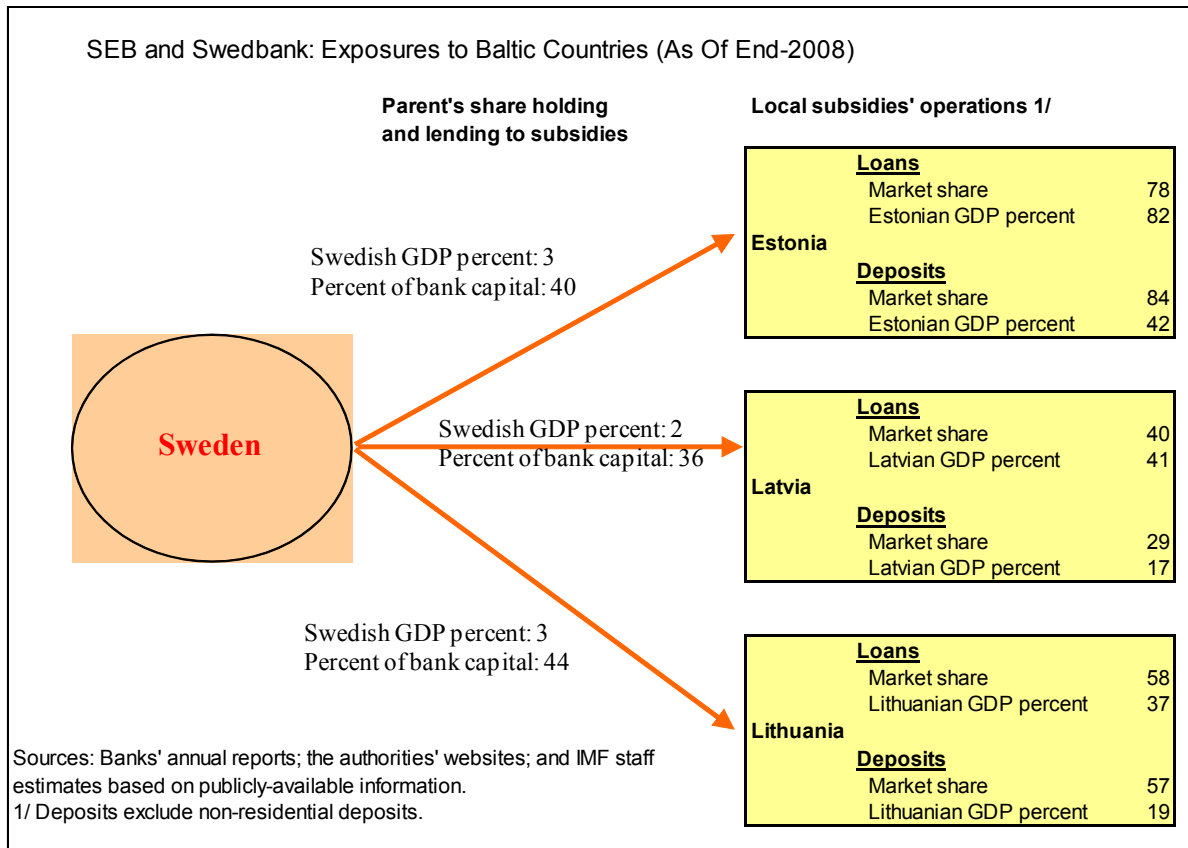 SEB and Swedbank: Exposures to Baltic Countries (As Of End-2008)
Parent's share holding
and lending to subsidies
Local subsidies' operations 1/
Sweden
Swedish GDP percent: 3
Percent of bank capital: 40
Swedish GDP percent: 2
Percent of bank capital: 36
Swedish GDP percent: 3
Percent of bank capital: 44
Loans
Market share 78
Estonian GDP percent 82
Estonia
Deposits
Market share 84
Estonian GDP percent 42
Loans
Market share 40
Latvian GDP percent 41
Latvia
Deposits
Market share 29
Latvian GDP percent 17
Loans
Market share 58
Lithuanian GDP percent 37
Lithuania
Deposits
Market share 57
Lithuanian GDP percent 19
Sources: Banks' annual reports; the authorities' websites; and IMF staff
estimates based on publicly-available information.
1/ Deposits exclude non-residential deposits.